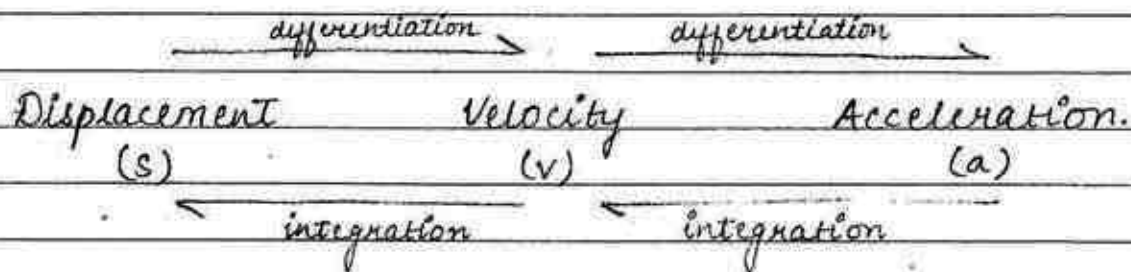 differentiation differentiation
Displacement Velocity Acceleration.
(s) (v) (a)
integration integration